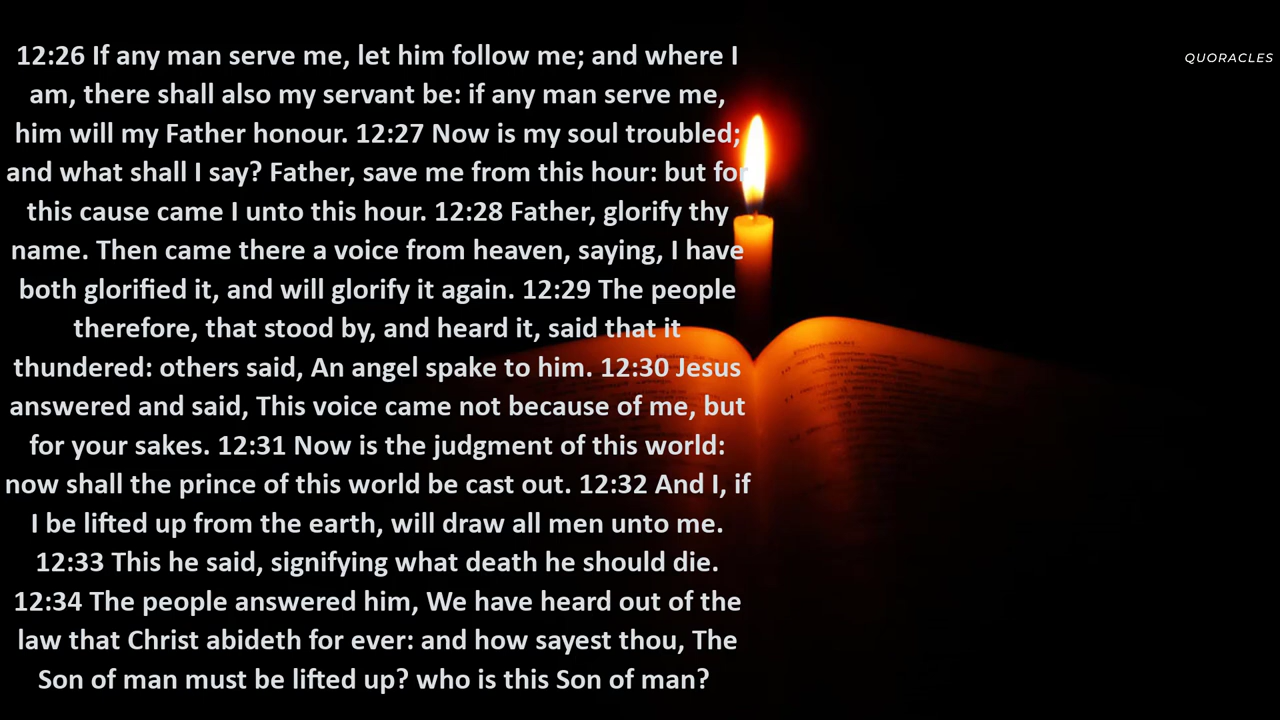 12:26 If any man serve me, let him follow me; and where I
am, there shall also my servant be: if any man serve me,
him will my Father honour. 12:27 Now is my soul troubled;
and what shall I say? Father, save me from this hour: but for
this cause came I unto this hour. 12:28 Father, glorify thy
name. Then came there a voice from heaven, saying, I have
both glorified it, and will glorify it again. 12:29 The people
therefore, that stood by, and heard it, said that it
thundered: others said, An angel spake to him. 12:30 Jesus
answered and said, This voice came not because of me, but
for your sakes. 12:31 Now is the judgment of this world:
now shall the prince of this world be cast out. 12:32 And I, if
I be lifted up from the earth, will draw all men unto me.
12:33 This he said, signifying what death he should die.
12:34 The people answered him, We have heard out of the
law that Christ abideth for ever: and how sayest thou, The
Son of man must be lifted up? who is this Son of man?
QUORACLES